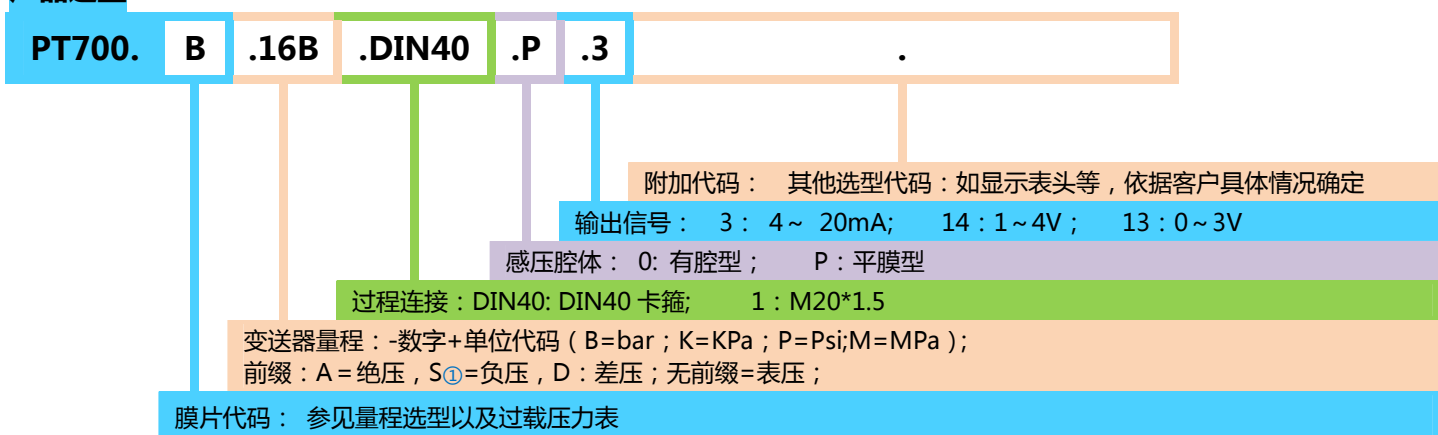 PT700. B .16B .DIN40 .P .3 .
附加代码： 其他选型代码：如显示表头等，依据客户具体情况确定
输出信号： 3： 4～ 20mA; 14：1～4V； 13：0～3V
感压腔体： 0: 有腔型； P：平膜型
过程连接：DIN40: DIN40 卡箍; 1：M20*1.5
变送器量程：-数字+单位代码（B=bar；K=KPa；P=Psi;M=MPa）；
前缀：A＝绝压，S①=负压，D：差压；无前缀=表压；
膜片代码： 参见量程选型以及过载压力表